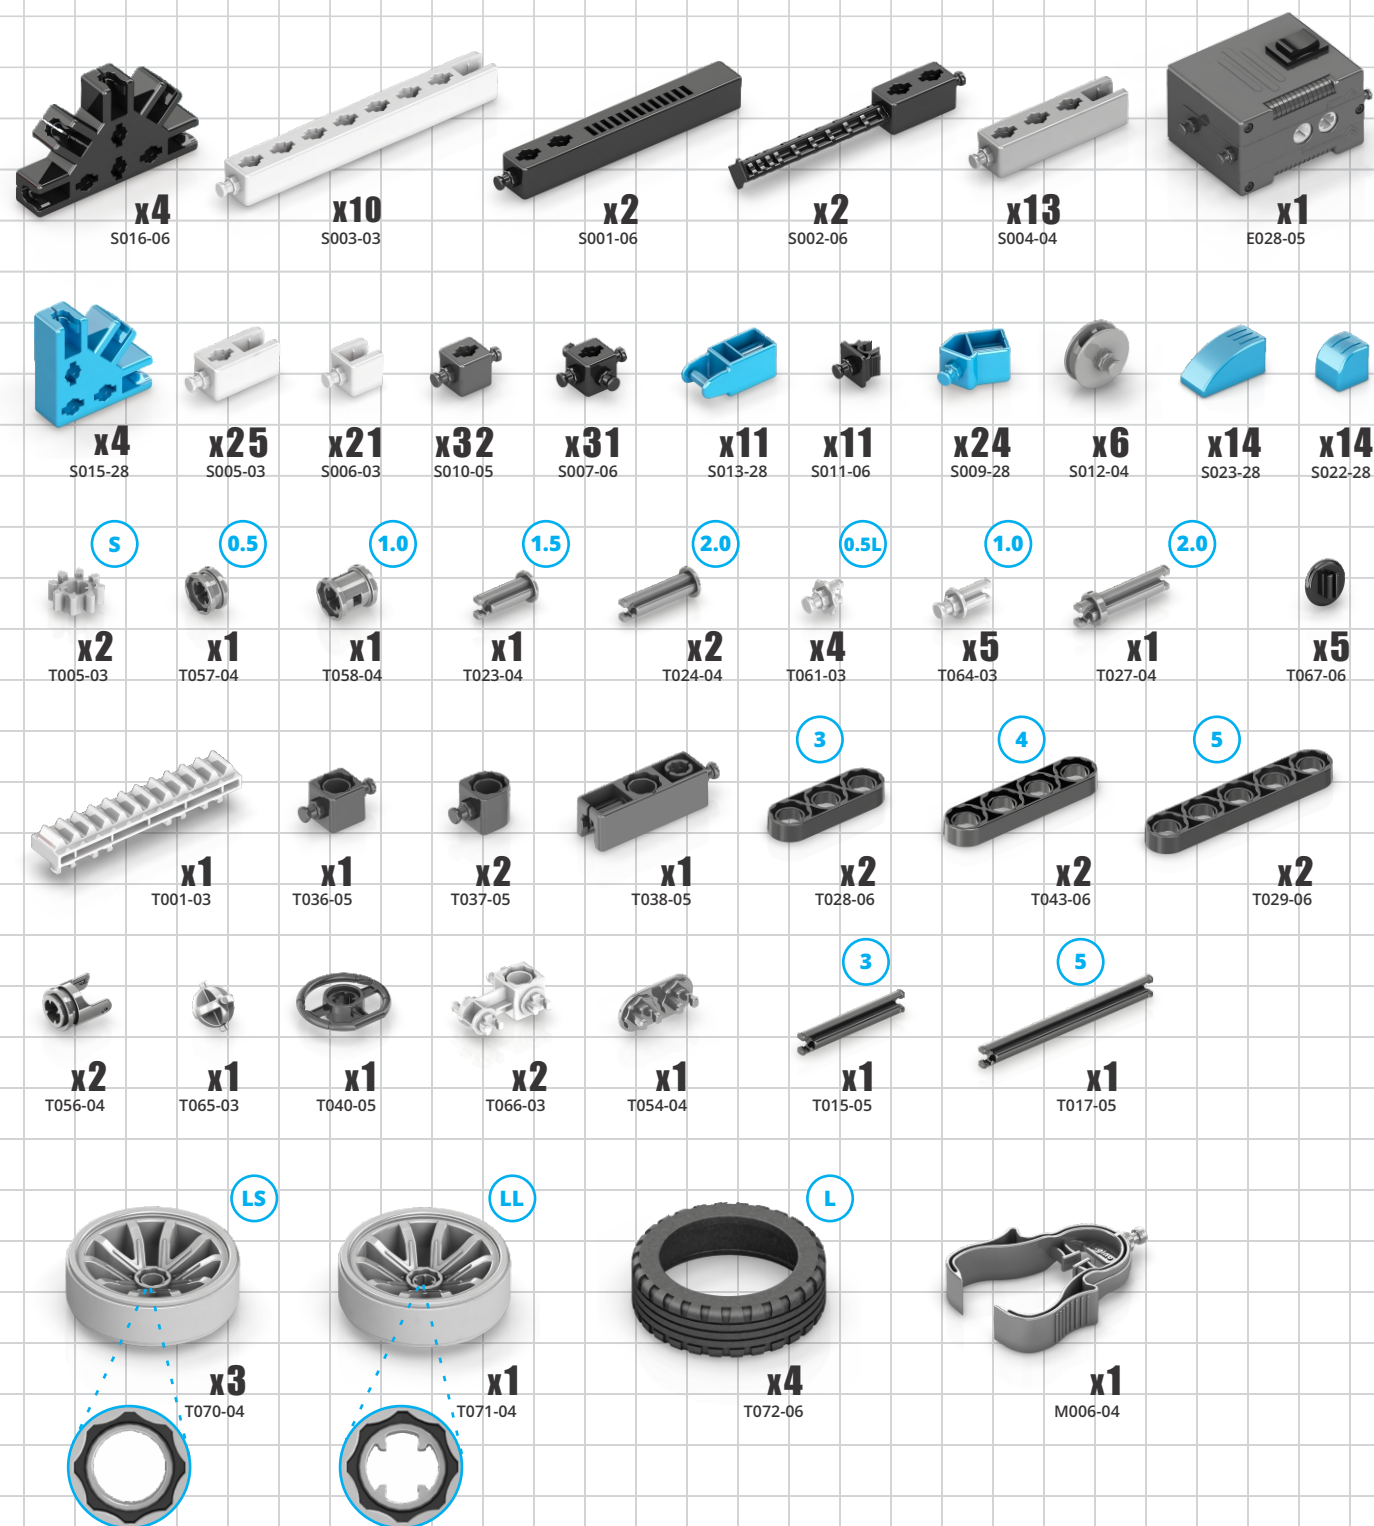 x4 x10 x2 x2 x13 x1
S016-06 S003-03 S001-06 S002-06 S004-04 E028-05
x4 x25 x21 x32 x31 x11 x11 x24 x6 x14 x14
S015-28 S005-03 S006-03 S010-05 S007-06 S013-28 S011-06 S009-28 S012-04 S023-28 S022-28
S 0.5 1.0 1.5 2.0 0.5L 1.0 2.0
x2 x1 x1 x1 x2 x4 x5 x1 x5
T005-03 T057-04 T058-04 T023-04 T024-04 T061-03 T064-03 T027-04 T067-06
3 4 5
x1 x1 x2 x1 x2 x2 x2
T001-03 T036-05 T037-05 T038-05 T028-06 T043-06 T029-06
3 5
x2 x1 x1 x2 x1 x1 x1
T056-04 T065-03 T040-05 T066-03 T054-04 T015-05 T017-05
LS LL L
x3 x1 x4 x1
T070-04 T071-04 T072-06 M006-04